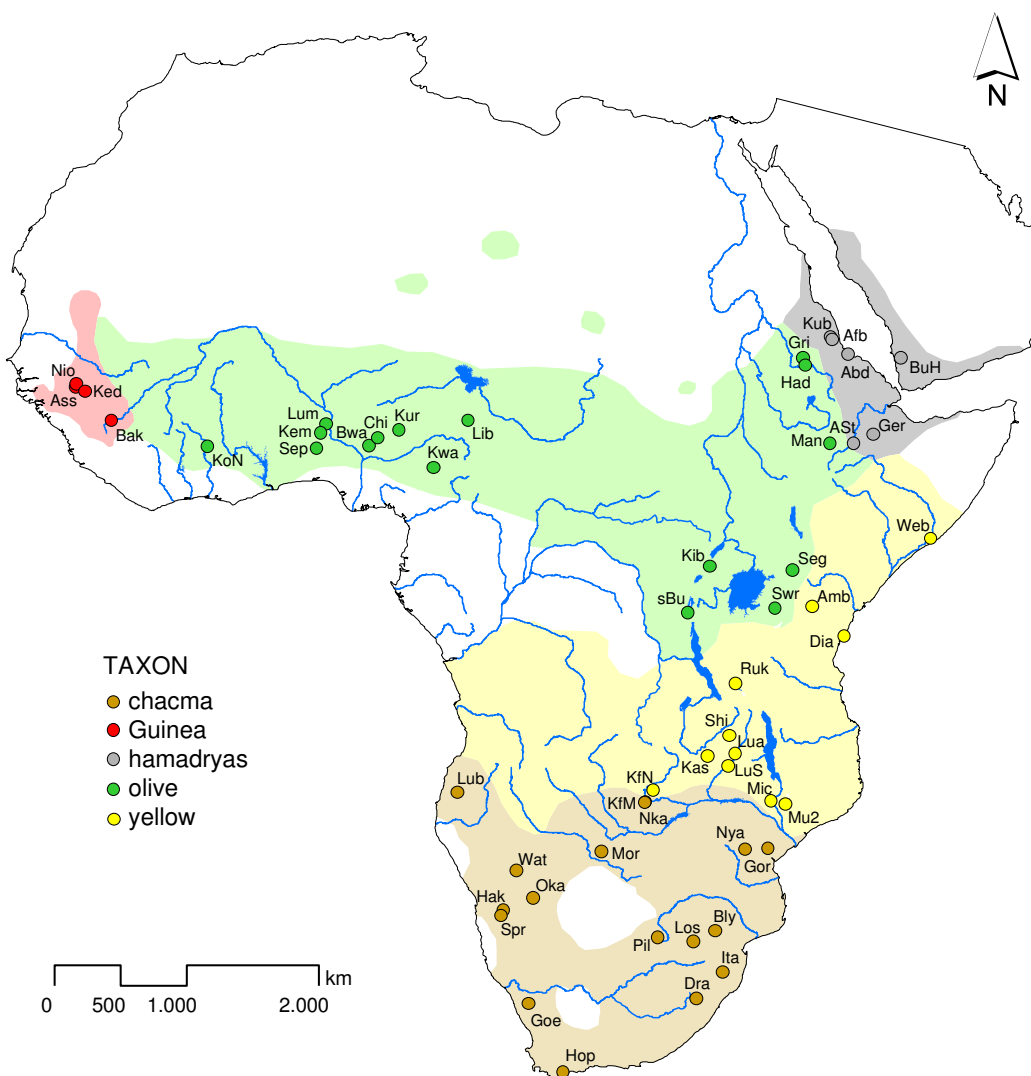 N
Kub
Afb
Gri
Abd
BuH
Had
Nio
Ass
Ked
Bak
Lum
Kem
Sep
Bwa
Chi
Kur
Lib
Kwa
KoN
ASt
Ger
Man
Web
Kib
Seg
sBu
Swr
Amb
Dia
Ruk
TAXON
chacma
Guinea
hamadryas
olive
yellow
Shi
Lua
Kas
LuS
Lub
KfN
KfM
Nka
Mic
Mu2
Mor
Nya
Gor
Wat
Oka
Hak
Spr
Pil
Los
Bly
Ita
Dra
Goe
Hop
km
0 500 1.000 2.000